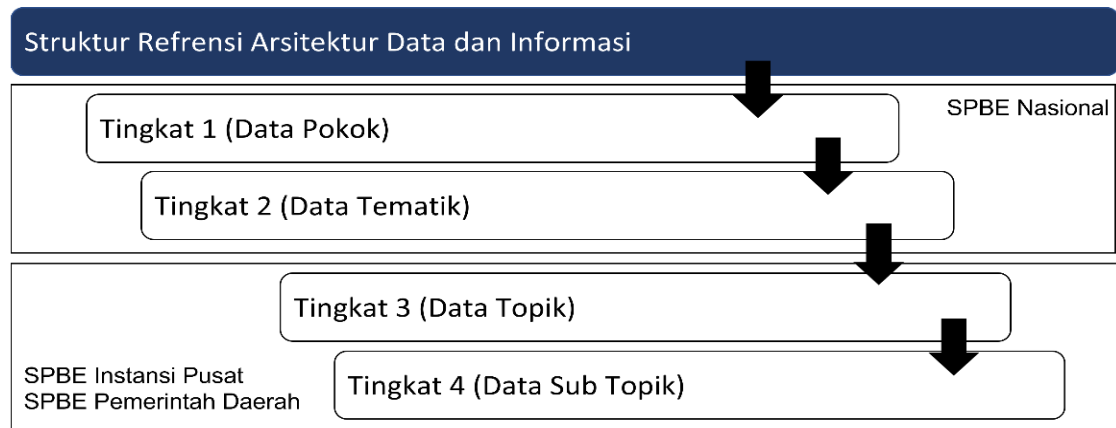 Struktur Refrensi Arsitektur Data dan Informasi
SPBE Nasional
Tingkat 1 (Data Pokok)
Tingkat 2 (Data Tematik)
Tingkat 3 (Data Topik)
SPBE Instansi Pusat
SPBE Pemerintah Daerah
Tingkat 4 (Data Sub Topik)